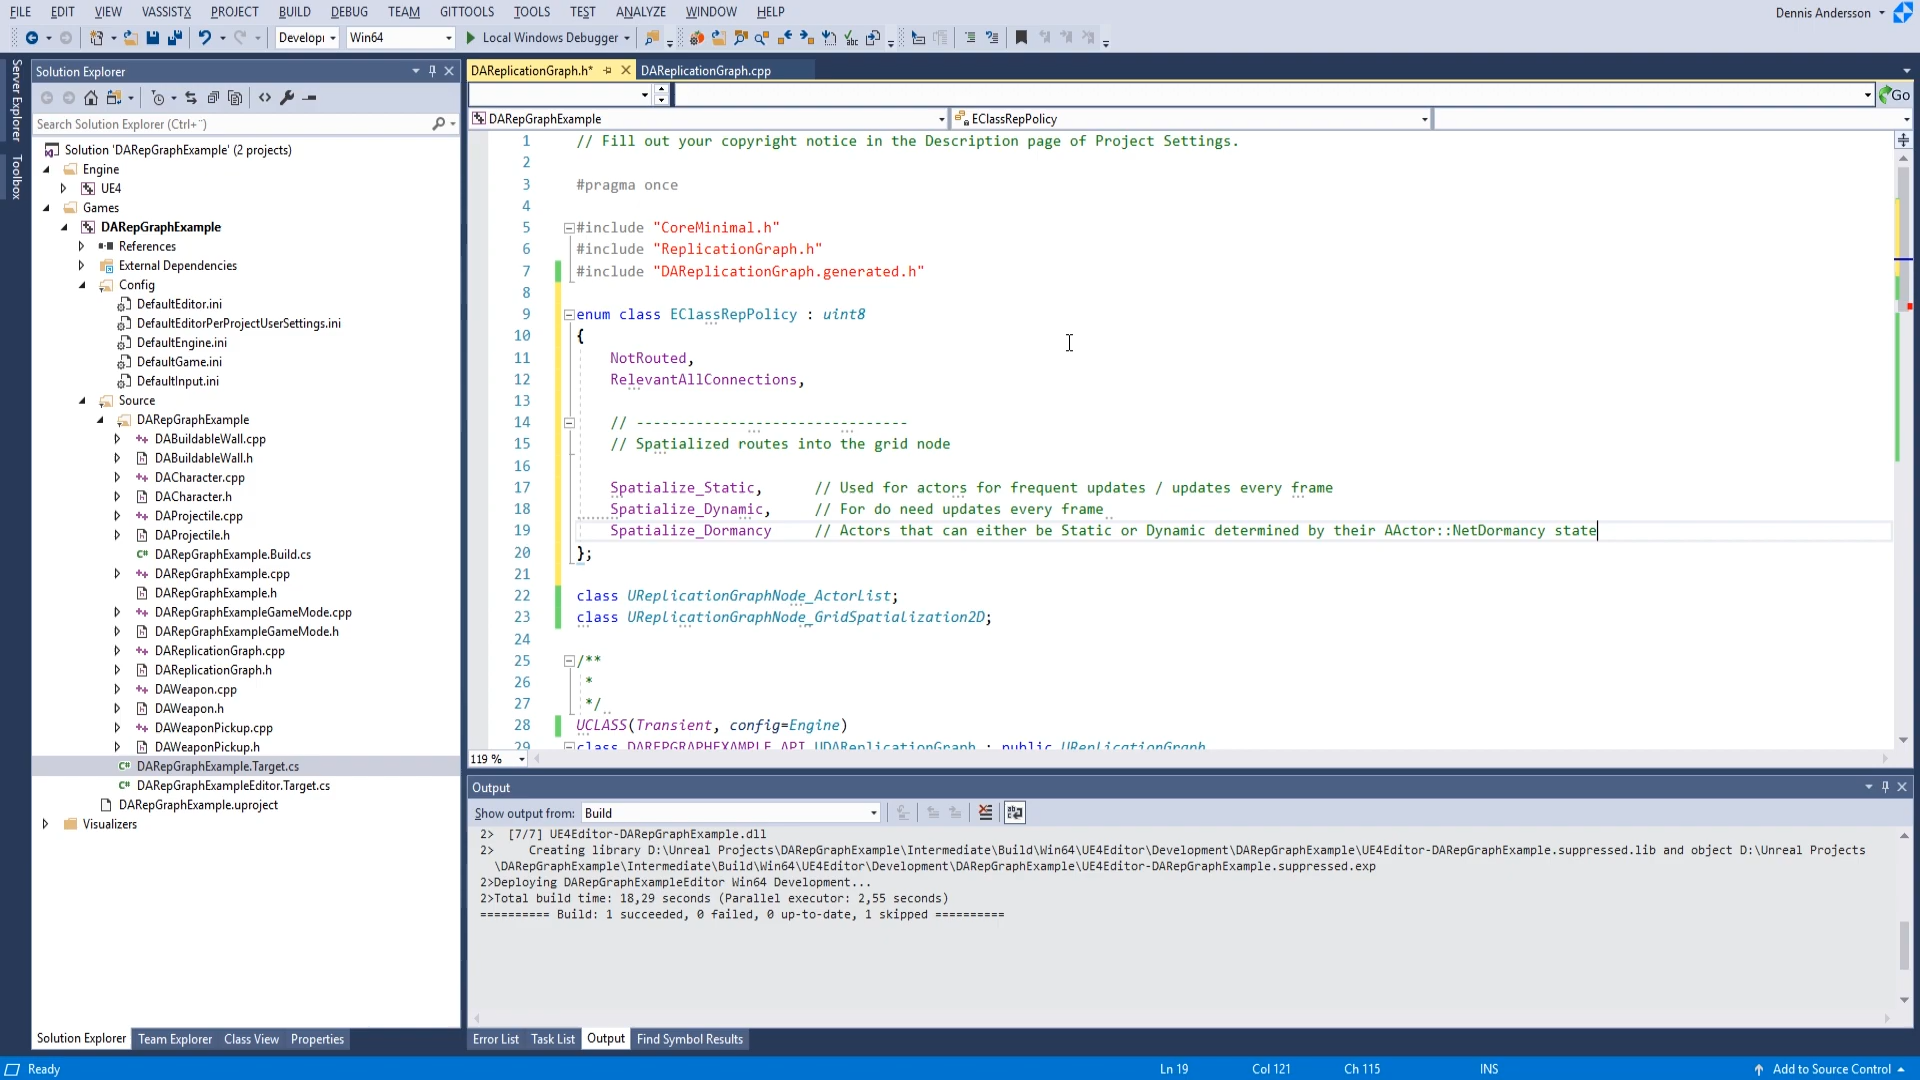 FILE EDIT VIEW VASSISTX PROJECT BUILD DEBUG TEAM GITTOOLS TOOLS TEST ANALYZE WINDOW HELP Dennis Andersson
Develop Win64 Local Windows Debugger
Server Explorer
Toolbox
Solution Explorer
Search Solution Explorer (Ctrl+¨)
Solution 'DARepGraphExample' (2 projects)
Engine
UE4
Games
DARepGraphExample
References
External Dependencies
Config
DefaultEditor.ini
DefaultEditorPerProjectUserSettings.ini
DefaultEngine.ini
DefaultGame.ini
DefaultInput.ini
Source
DARepGraphExample
DABuildableWall.cpp
DABuildableWall.h
DACharacter.cpp
DACharacter.h
DAProjectile.cpp
DAProjectile.h
DARepGraphExample.Build.cs
DARepGraphExample.cpp
DARepGraphExample.h
DARepGraphExampleGameMode.cpp
DARepGraphExampleGameMode.h
DAReplicationGraph.cpp
DAReplicationGraph.h
DAWeapon.cpp
DAWeapon.h
DAWeaponPickup.cpp
DAWeaponPickup.h
DARepGraphExample.Target.cs
DARepGraphExampleEditor.Target.cs
DARepGraphExample.uproject
Visualizers
Solution Explorer Team Explorer Class View Properties
DAReplicationGraph.h* DAReplicationGraph.cpp
Go
DARepGraphExample EClassRepPolicy
1 // Fill out your copyright notice in the Description page of Project Settings.
2
3 #pragma once
4
5 #include "CoreMinimal.h"
6 #include "ReplicationGraph.h"
7 #include "DAReplicationGraph.generated.h"
8
9 enum class EClassRepPolicy : uint8
10 {
11 NotRouted,
12 RelevantAllConnections,
13
14 // --------------------------------
15 // Spatialized routes into the grid node
16
17 Spatialize_Static, // Used for actors for frequent updates / updates every frame
18 Spatialize_Dynamic, // For do need updates every frame
19 Spatialize_Dormancy // Actors that can either be Static or Dynamic determined by their AActor::NetDormancy state
20 };
21
22 class UReplicationGraphNode_ActorList;
23 class UReplicationGraphNode_GridSpatialization2D;
24
25 /**
26 *
27 */
28 UCLASS(Transient, config=Engine)
29 class DAREPGRAPHEXAMPLE_API UDAReplicationGraph : public UReplicationGraph
119 %
Output
Show output from: Build
2> [7/7] UE4Editor-DARepGraphExample.dll
2> Creating library D:\Unreal Projects\DARepGraphExample\Intermediate\Build\Win64\UE4Editor\Development\DARepGraphExample\UE4Editor-DARepGraphExample.suppressed.lib and object D:\Unreal Projects
\DARepGraphExample\Intermediate\Build\Win64\UE4Editor\Development\DARepGraphExample\UE4Editor-DARepGraphExample.suppressed.exp
2>Deploying DARepGraphExampleEditor Win64 Development...
2>Total build time: 18,29 seconds (Parallel executor: 2,55 seconds)
========== Build: 1 succeeded, 0 failed, 0 up-to-date, 1 skipped ==========
Error List Task List Output Find Symbol Results
Ready Ln 19 Col 121 Ch 115 INS Add to Source Control